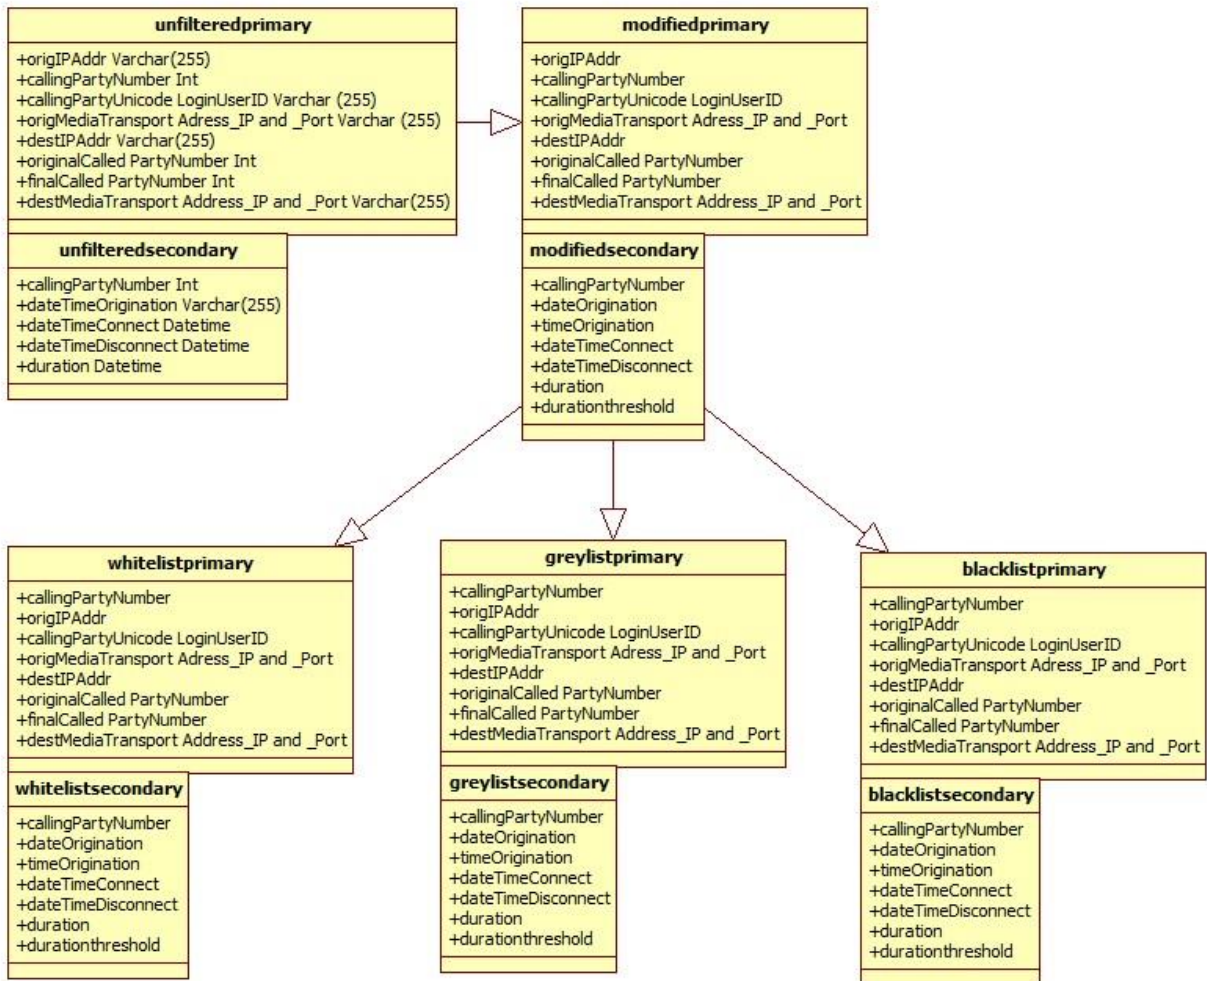 unfilteredprimary
+origIPAddr Varchar(255)
+callingPartyNumber Int
+callingPartyUnicode LoginUserID Varchar (255)
+origMediaTransport Adress_IP and _Port Varchar (255)
+destIPAddr Varchar(255)
+originalCalled PartyNumber Int
+finalCalled PartyNumber Int
+destMediaTransport Address_IP and _Port Varchar(255)
unfilteredsecondary
+callingPartyNumber Int
+dateTimeOrigination Varchar(255)
+dateTimeConnect Datetime
+dateTimeDisconnect Datetime
+duration Datetime
modifiedprimary
+origIPAddr
+callingPartyNumber
+callingPartyUnicode LoginUserID
+origMediaTransport Adress_IP and _Port
+destIPAddr
+originalCalled PartyNumber
+finalCalled PartyNumber
+destMediaTransport Address_IP and _Port
modifiedsecondary
+callingPartyNumber
+dateOrigination
+timeOrigination
+dateTimeConnect
+dateTimeDisconnect
+duration
+durationthreshold
whitelistprimary
+callingPartyNumber
+origIPAddr
+callingPartyUnicode LoginUserID
+origMediaTransport Adress_IP and _Port
+destIPAddr
+originalCalled PartyNumber
+finalCalled PartyNumber
+destMediaTransport Address_IP and _Port
whitelistsecondary
+callingPartyNumber
+dateOrigination
+timeOrigination
+dateTimeConnect
+dateTimeDisconnect
+duration
+durationthreshold
greylistprimary
+callingPartyNumber
+origIPAddr
+callingPartyUnicode LoginUserID
+origMediaTransport Adress_IP and _Port
+destIPAddr
+originalCalled PartyNumber
+finalCalled PartyNumber
+destMediaTransport Address_IP and _Port
greylistsecondary
+callingPartyNumber
+dateOrigination
+timeOrigination
+dateTimeConnect
+dateTimeDisconnect
+duration
+durationthreshold
blacklistprimary
+callingPartyNumber
+origIPAddr
+callingPartyUnicode LoginUserID
+origMediaTransport Adress_IP and _Port
+destIPAddr
+originalCalled PartyNumber
+finalCalled PartyNumber
+destMediaTransport Address_IP and _Port
blacklistsecondary
+callingPartyNumber
+dateOrigination
+timeOrigination
+dateTimeConnect
+dateTimeDisconnect
+duration
+durationthreshold